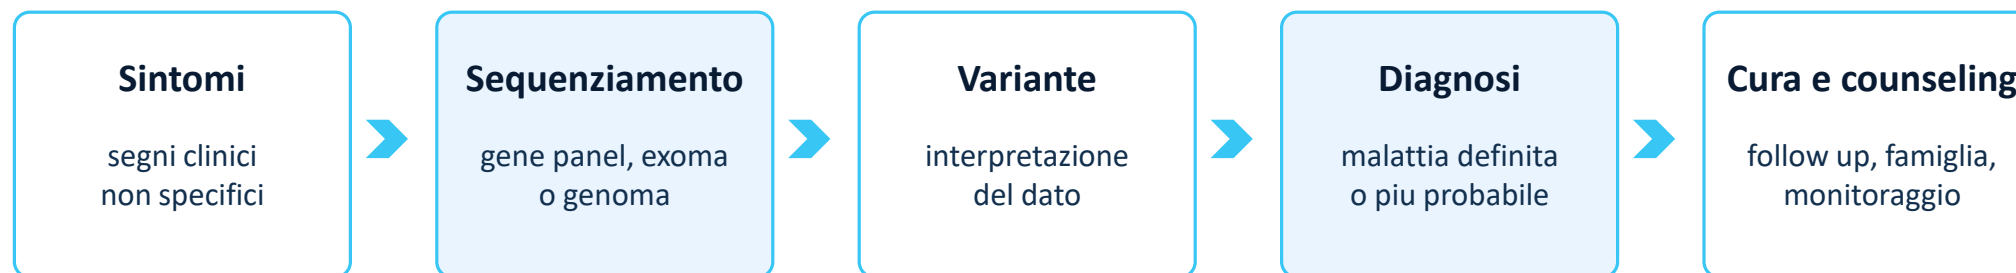 Sintomi
segni clinici
non specifici
Sequenziamento
gene panel, exoma
o genoma
Variante
interpretazione
del dato
Diagnosi
malattia definita
o piu probabile
Cura e counseling
follow up, famiglia,
monitoraggio